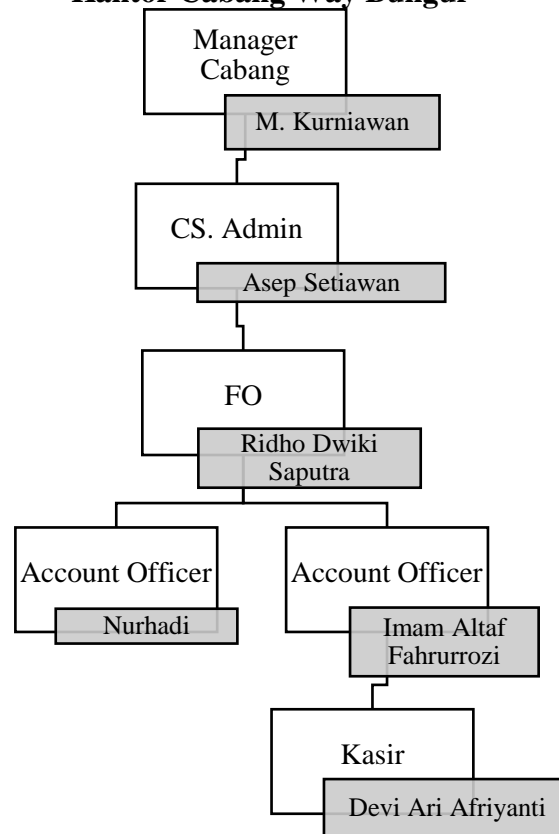 Kantor Cabang Way Bungur
Manager
Cabang
M. Kurniawan
CS. Admin
Asep Setiawan
FO
Ridho Dwiki
Saputra
Account Officer
Nurhadi
Account Officer
Imam Altaf
Fahrurrozi
Kasir
Devi Ari Afriyanti